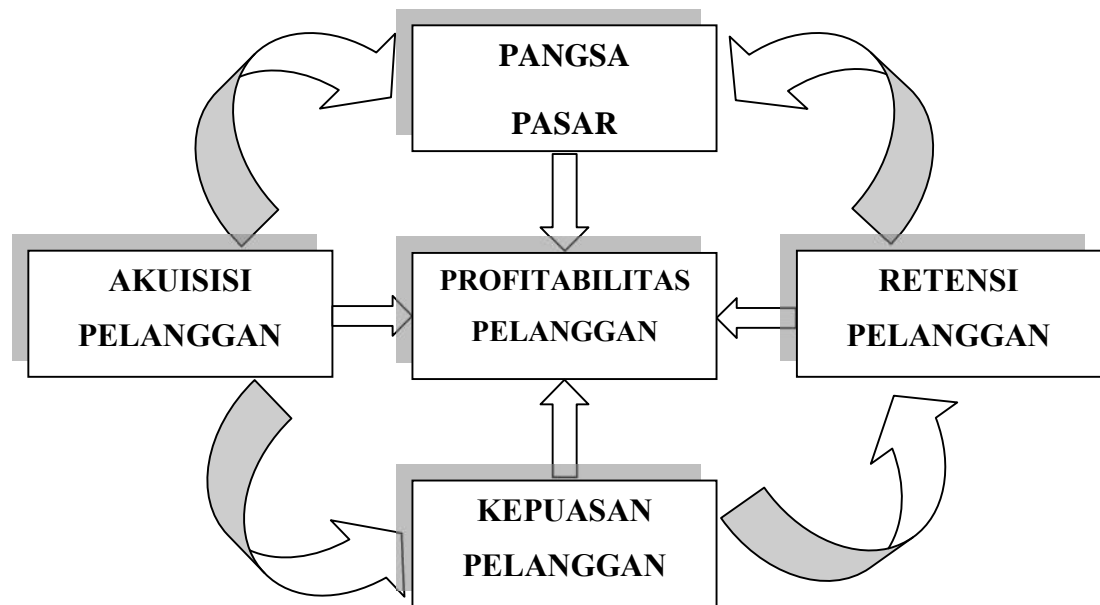 PANGSA
PASAR
AKUISISI
PELANGGAN
PROFITABILITAS
PELANGGAN
RETENSI
PELANGGAN
KEPUASAN
PELANGGAN